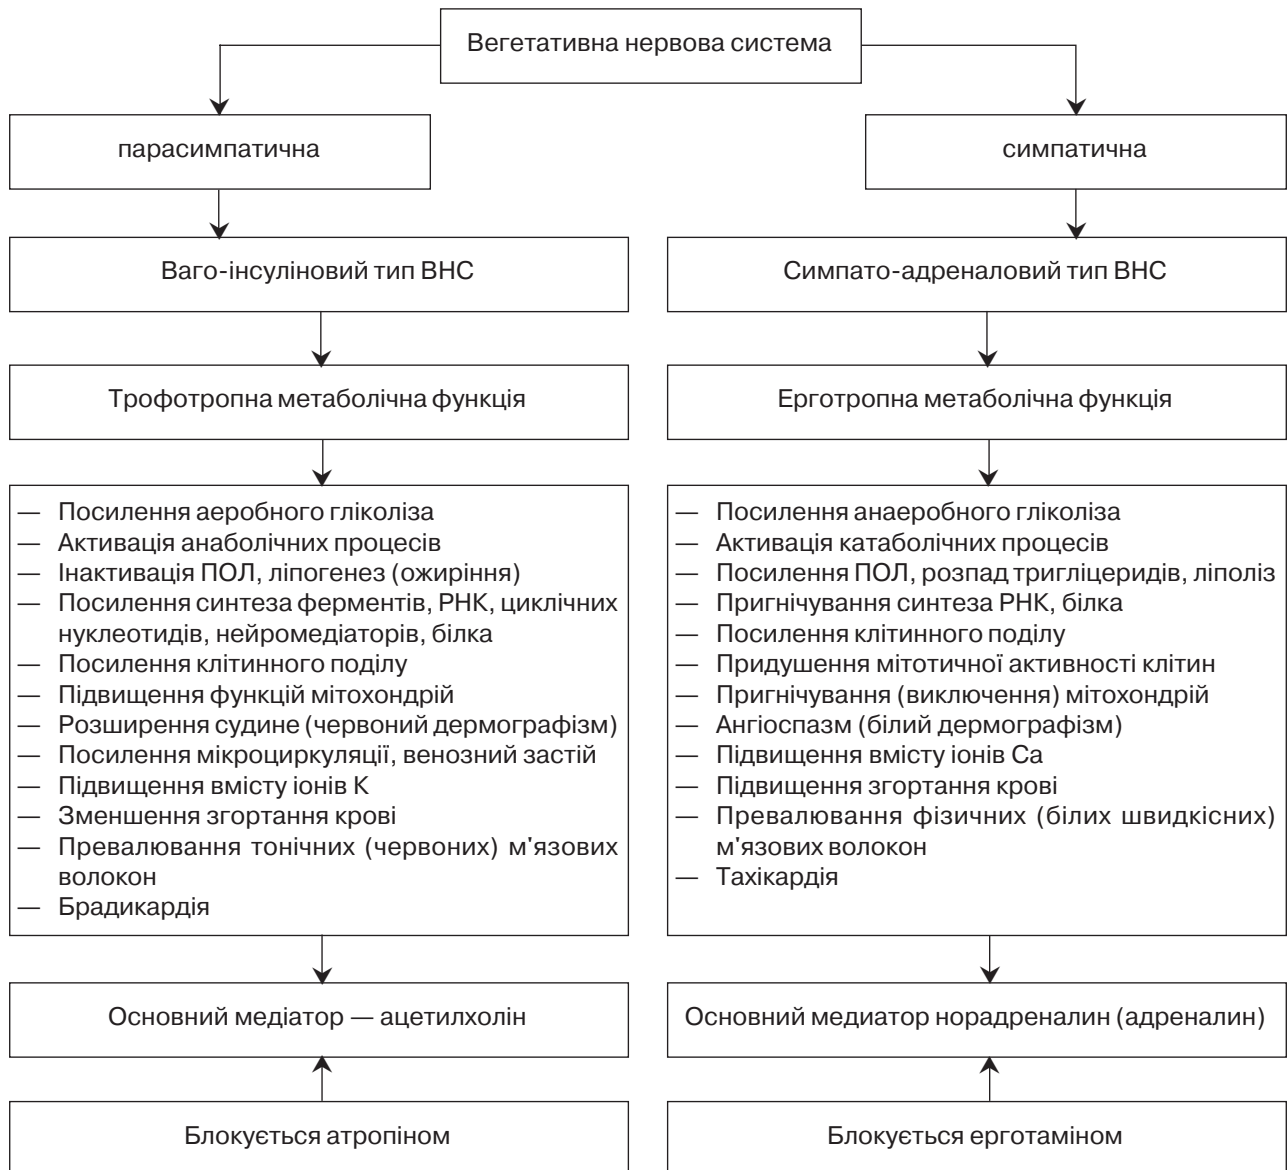 Вегетативна нервова система
парасимпатична
симпатична
Ваго-інсуліновий тип ВНС
Симпато-адреналовий тип ВНС
Трофотропна метаболічна функція
Ерготропна метаболічна функція
— Посилення аеробного гліколіза
— Активація анаболічних процесів
— Інактивація ПОЛ, ліпогенез (ожиріння)
— Посилення синтеза ферментів, РНК, циклічних
нуклеотидів, нейромедіаторів, білка
— Посилення клітинного поділу
— Підвищення функцій мітохондрій
— Розширення судине (червоний дермографізм)
— Посилення мікроциркуляції, венозний застій
— Підвищення вмісту іонів К
— Зменшення згортання крові
— Превалювання тонічних (червоних) м'язових
волокон
— Брадикардія
— Посилення анаеробного гліколіза
— Активація катаболічних процесів
— Посилення ПОЛ, розпад тригліцеридів, ліполіз
— Пригнічування синтеза РНК, білка
— Посилення клітинного поділу
— Придушення мітотичної активності клітин
— Пригнічування (виключення) мітохондрій
— Ангіоспазм (білий дермографізм)
— Підвищення вмісту іонів Са
— Підвищення згортання крові
— Превалювання фізичних (білих швидкісних)
м'язових волокон
— Тахікардія
Основний медіатор — ацетилхолін
Основний медиатор норадреналин (адреналин)
Блокується атропіном
Блокується ерготаміном